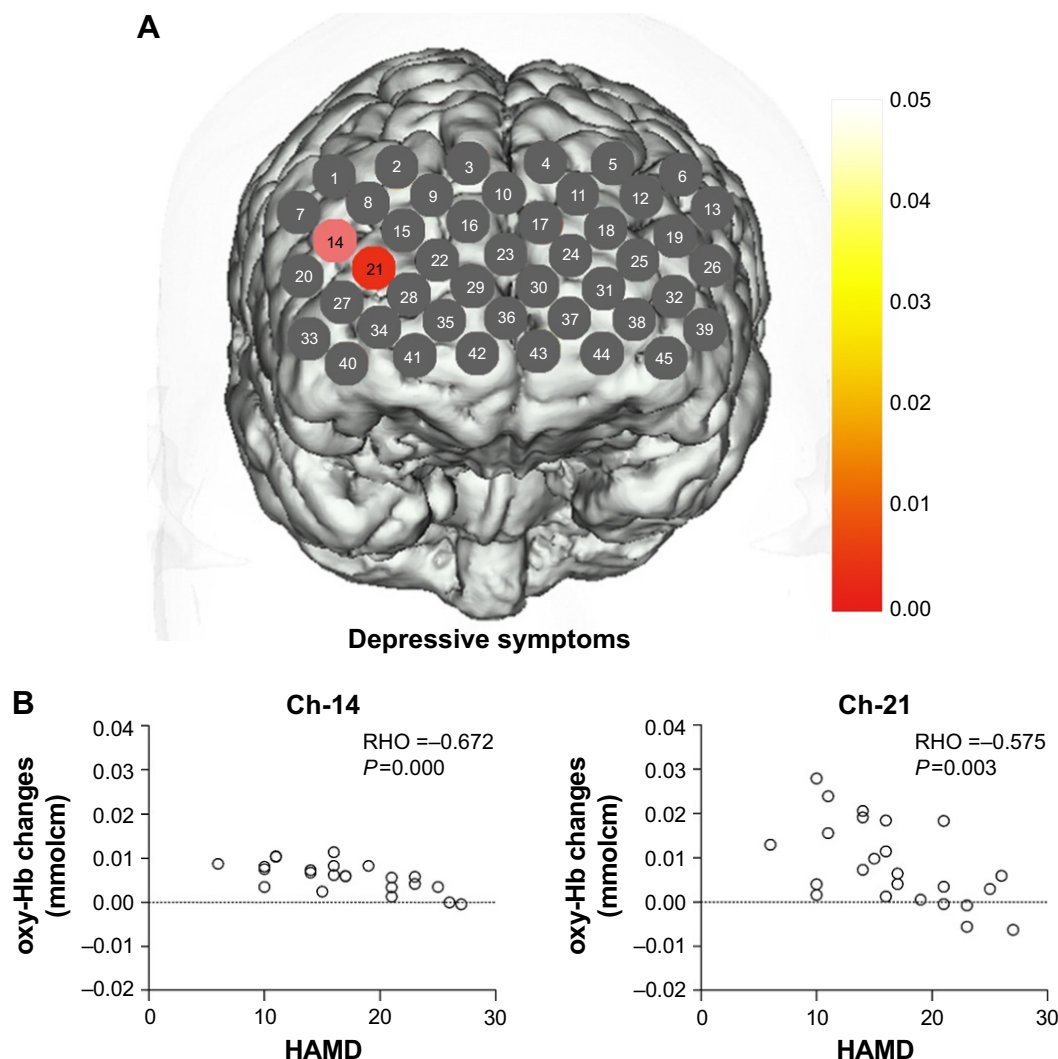 A
0.05
0.04
0.03
0.02
0.01
0.00
1 2 3 4 5 6
7 8 9 10 11 12 13
14 15 16 17 18 19
20 21 22 23 24 25 26
27 28 29 30 31 32
33 34 35 36 37 38 39
40 41 42 43 44 45
Depressive symptoms
B
Ch-14
RHO =–0.672
P=0.000
oxy-Hb changes
(mmolcm)
0.04
0.03
0.02
0.01
0.00
–0.01
–0.02
0 10 20 30
HAMD
Ch-21
RHO =–0.575
P=0.003
oxy-Hb changes
(mmolcm)
0.04
0.03
0.02
0.01
0.00
–0.01
–0.02
0 10 20 30
HAMD